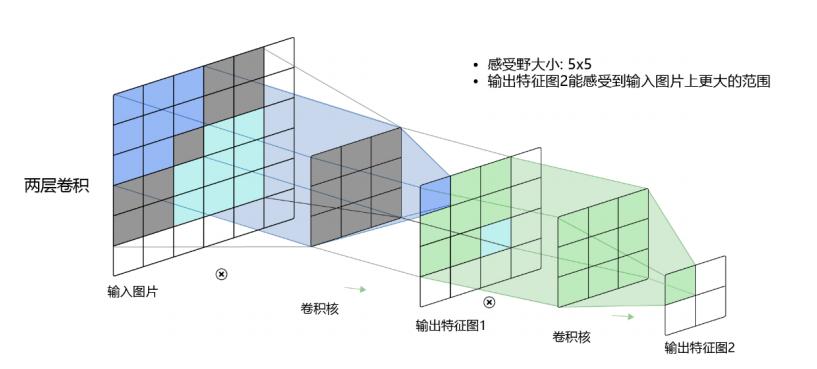 • 感受野大小: 5x5
• 输出特征图2能感受到输入图片上更大的范围
两层卷积
输入图片
卷积核
输出特征图1
卷积核
输出特征图2